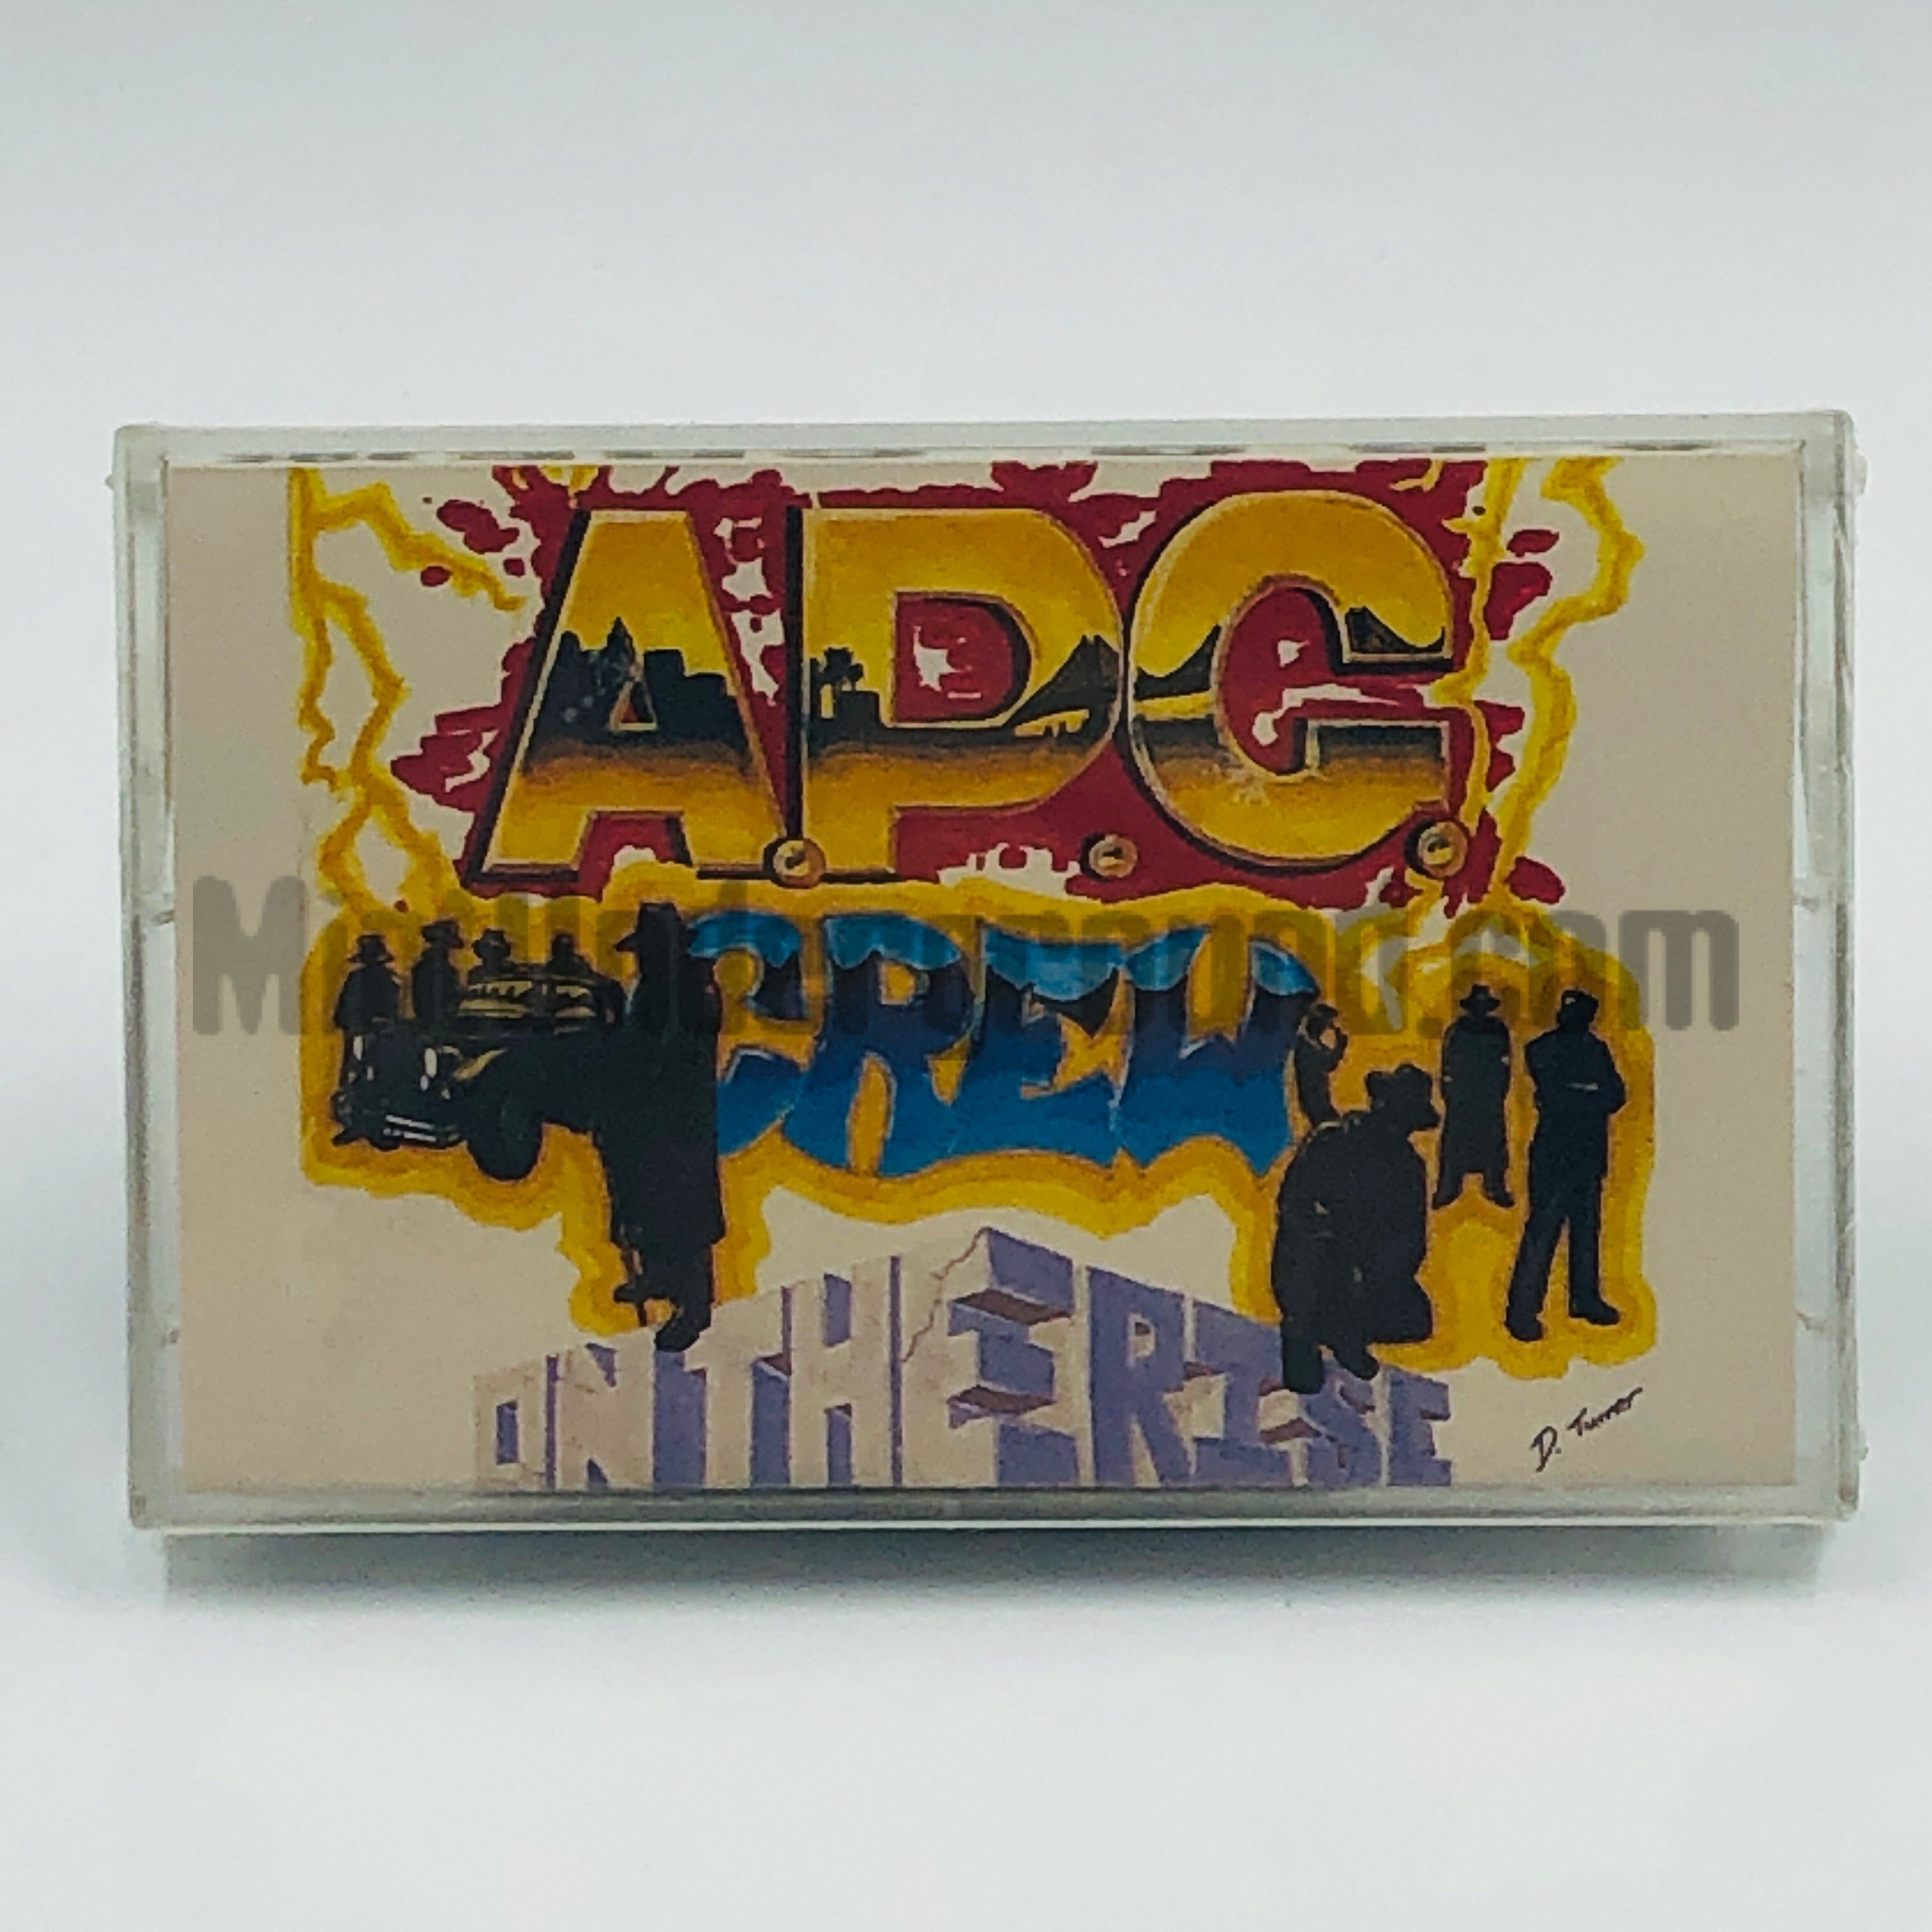 A.P.C.
CREW
ON THE RISE
D. Turner